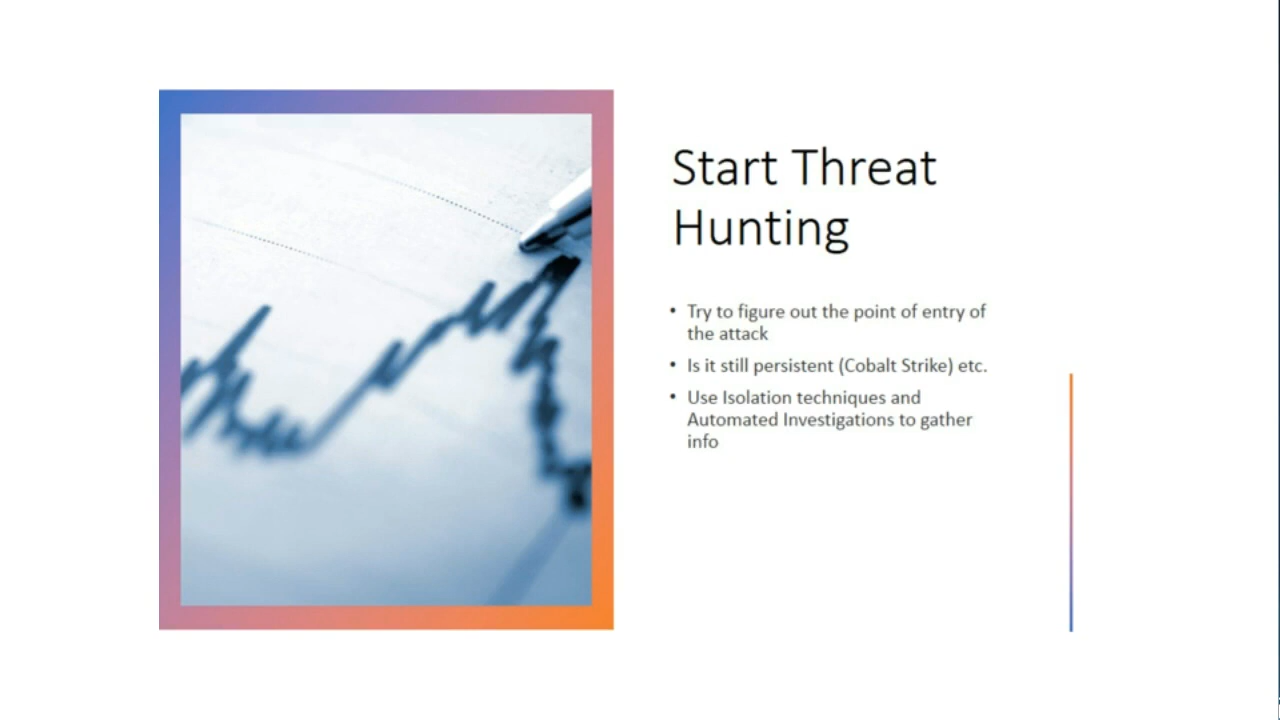 Start Threat
Hunting
• Try to figure out the point of entry of
the attack
• Is it still persistent (Cobalt Strike) etc.
• Use Isolation techniques and
Automated Investigations to gather
info